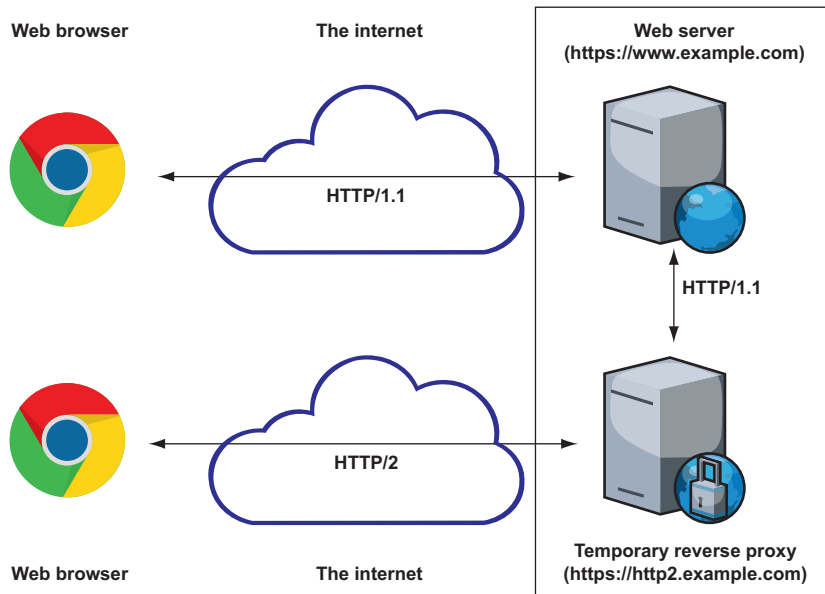 Web browser
The internet
Web server
(https://www.example.com)
HTTP/1.1
HTTP/1.1
HTTP/2
Temporary reverse proxy
(https://http2.example.com)
Web browser
The internet